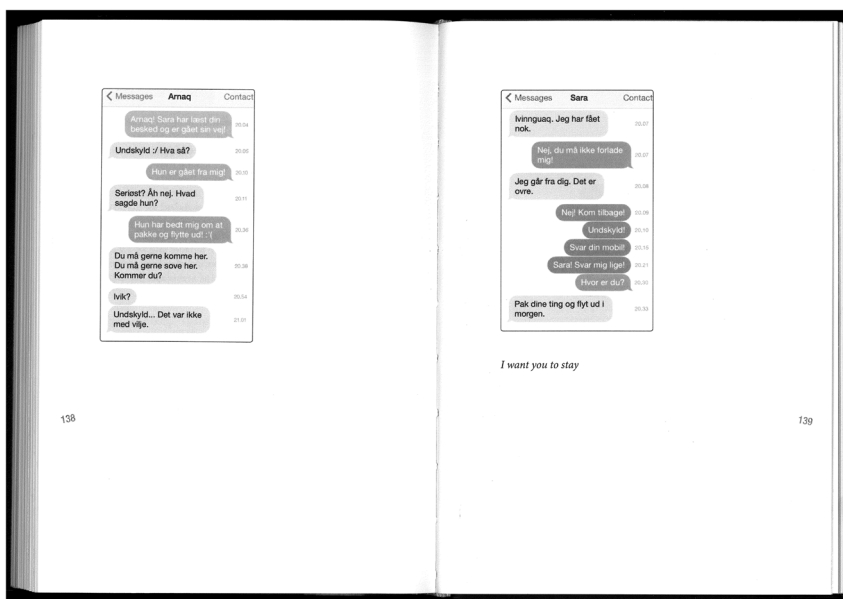 Messages Arnaq Contact
Arnaq! Sara har læst din
besked og er gået sin vej! 20.04
Undskyld :/ Hva så? 20.05
Hun er gået fra mig! 20.10
Seriøst? Åh nej. Hvad
sagde hun? 20.11
Hun har bedt mig om at
pakke og flytte ud! :'( 20.36
Du må gerne komme her.
Du må gerne sove her.
Kommer du? 20.38
Ivik? 20.54
Undskyld... Det var ikke
med vilje. 21.01
138
Messages Sara Contact
Ivinnguaq. Jeg har fået
nok. 20.07
Nej, du må ikke forlade
mig! 20.07
Jeg går fra dig. Det er
ovre. 20.08
Nej! Kom tilbage! 20.09
Undskyld! 20.10
Svar din mobil! 20.18
Sara! Svar mig lige! 20.21
Hvor er du? 20.30
Pak dine ting og flyt ud i
morgen. 20.33
I want you to stay
139